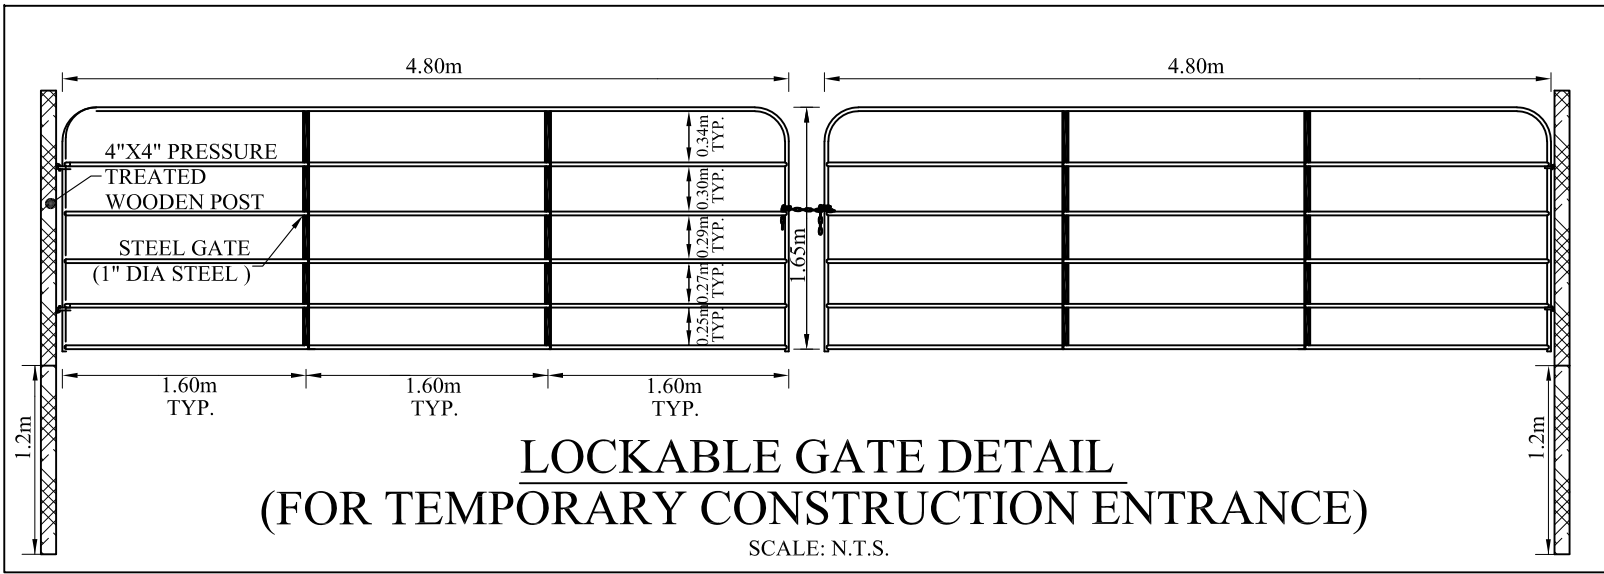 4.80m
4.80m
4"X4" PRESSURE
TREATED
WOODEN POST
STEEL GATE
(1" DIA STEEL )
0.34m
TYP.
0.30m
TYP.
0.29m
TYP.
0.27m
TYP.
0.25m
TYP.
1.65m
1.60m
TYP.
1.60m
TYP.
1.60m
TYP.
1.2m
1.2m
LOCKABLE GATE DETAIL
(FOR TEMPORARY CONSTRUCTION ENTRANCE)
SCALE: N.T.S.